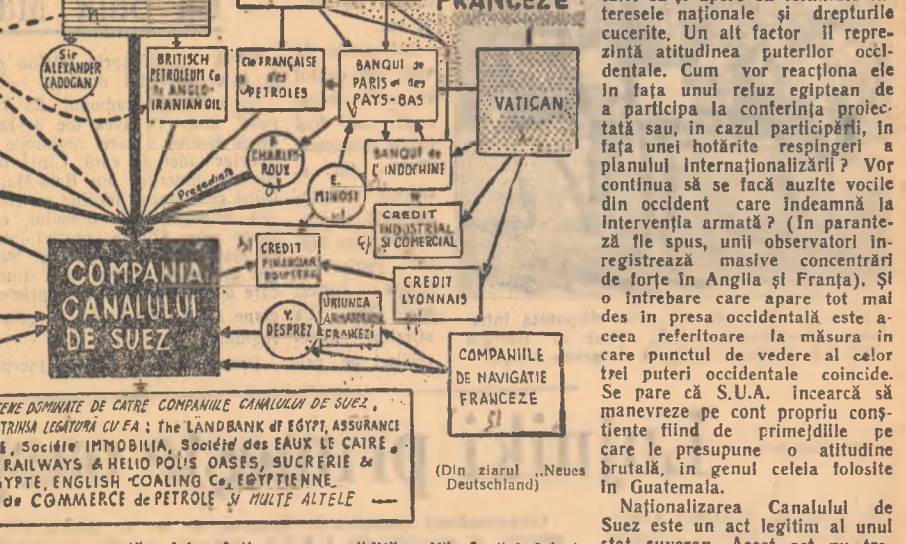 FRANCEZE
Sir
ALEXANDER
CADOGAN
BRITISCH
PETROLEUM Co
IRANIAN OIL
Cie FRANÇAISE
des
PETROLES
BANQUI de
PARIS et des
PAYS-BAS
VATICAN
CHARLES-
ROUX
Președinte
BANQUI de
L'INDOCHINE
E.
MINOST
CREDIT
INDUSTRIAL
SI COMERCIAL
CREDIT
CREDIT
LYONNAIS
COMPANIA
CANALULUI
DE SUEZ
Y.
DESPREZ
UNIUNEA
FRANCEZI
COMPANIILE
DE NAVIGATIE
FRANCEZE
DOMINATE DE CATRE COMPANIILE CANALULUI DE SUEZ,
LEGĂTURĂ CU EA : The LANDBANK of EGYPT, ASSURANCE
Société IMMOBILIA, Société des EAUX LE CAIRE,
RAILWAYS & HELIOPOLIS OASES, SUCRERIE &
ENGLISH COALING Co, EGYPTIENNE
de COMMERCE de PETROLE ȘI MULTE ALTELE
(Din ziarul „Neues
Deutschland)
teresele naționale și drepturile
cucerite. Un alt factor îl repre-
zintă atitudinea puterilor occi-
dentale. Cum vor reacționa ele
în fața unui refuz egiptean de
a participa la conferința proiec-
tată sau, în cazul participării, în
fața unei hotărîte respingeri a
planului internaționalizării ? Vor
continua să se facă auzite vocile
din occident care îndeamnă la
intervenția armată ? (In parante-
ză fie spus, unii observatori în-
registrează masive concentrări
de forțe în Anglia și Franța). Și
o întrebare care apare tot mai
des în presa occidentală este a-
ceea referitoare la măsura în
care punctul de vedere al celor
trei puteri occidentale coincide.
Se pare că S.U.A. încearcă să
manevreze pe cont propriu conș-
tiente fiind de primejdiile pe
care le presupune o atitudine
brutală, în genul celeia folosite
în Guatemala.
Naționalizarea Canalului de
Suez este un act legitim al unui